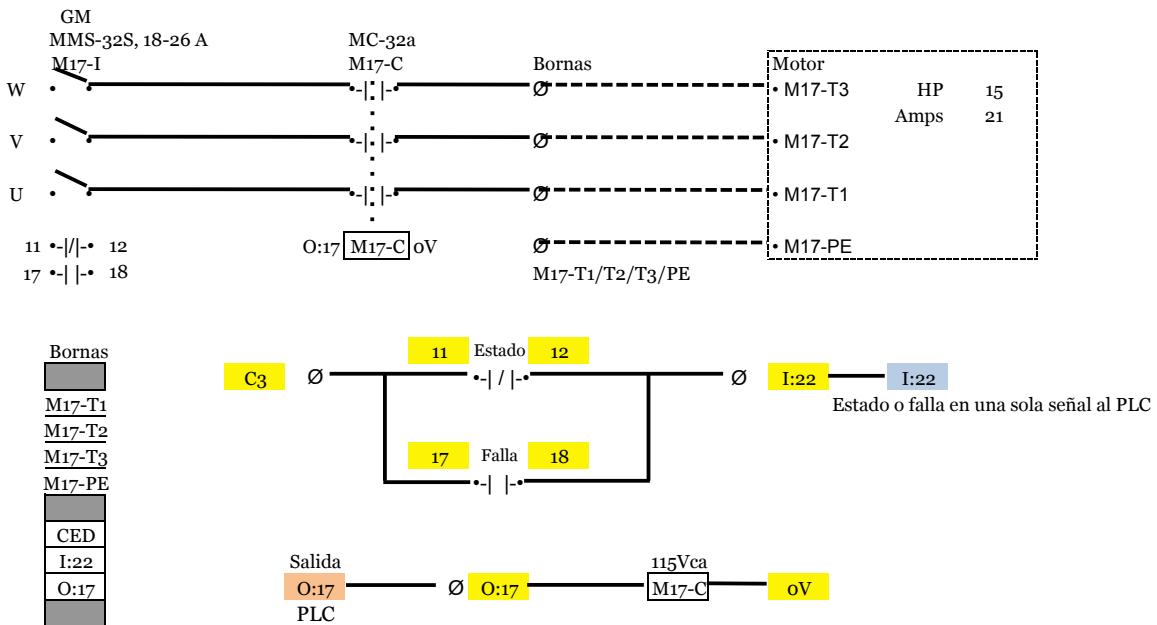 GM
MMS-32S, 18-26 A
MC-32a
M17-I
M17-C
Bornas
Motor
W
M17-T3
HP 15
Amps 21
V
M17-T2
U
M17-T1
11 •-|/|-• 12
O:17 M17-C 0V
M17-PE
17 •-| |-• 18
M17-T1/T2/T3/PE
Bornas
11 Estado 12
C3 Ø
Ø I:22 I:22
M17-T1
Estado o falla en una sola señal al PLC
M17-T2
M17-T3
17 Falla 18
M17-PE
CED
I:22
Salida
115Vca
O:17
O:17 Ø O:17 M17-C 0V
PLC